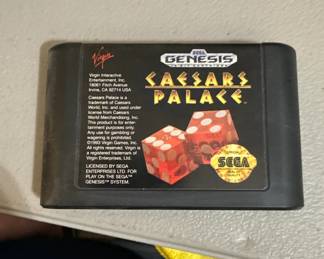 Virgin
SEGA
GENESIS
CAESARS
PALACE
Virgin Interactive
Entertainment, Inc.
18061 Fitch Avenue
Irvine, CA 92714 USA
Caesars Palace is a
trademark of Caesars
World, Inc. and used under
license from Caesars
World Merchandising, Inc.
This product is for enter-
tainment purposes only.
Any use for gambling or
wagering is prohibited.
©1993 Virgin Games, Inc.
All rights reserved. Virgin is
a registered trademark of
Virgin Enterprises, Ltd.
LICENSED BY SEGA
ENTERPRISES LTD. FOR
PLAY ON THE SEGA™
GENESIS™ SYSTEM.
SEGA